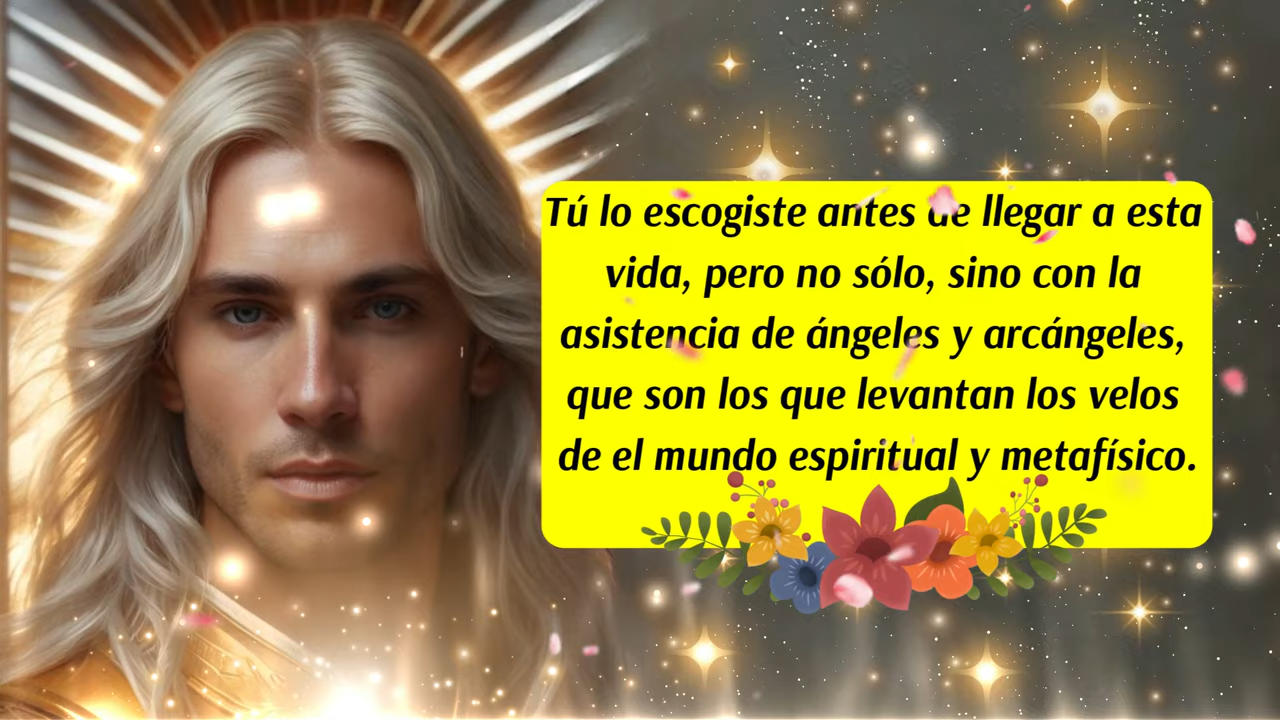 Tú lo escogiste antes de llegar a esta
vida, pero no sólo, sino con la
asistencia de ángeles y arcángeles,
que son los que levantan los velos
de el mundo espiritual y metafísico.